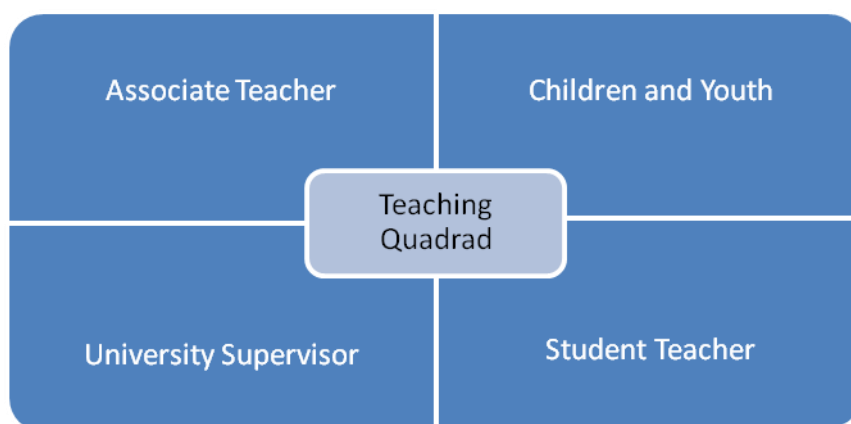 Associate Teacher
Children and Youth
Teaching
Quadrad
University Supervisor
Student Teacher